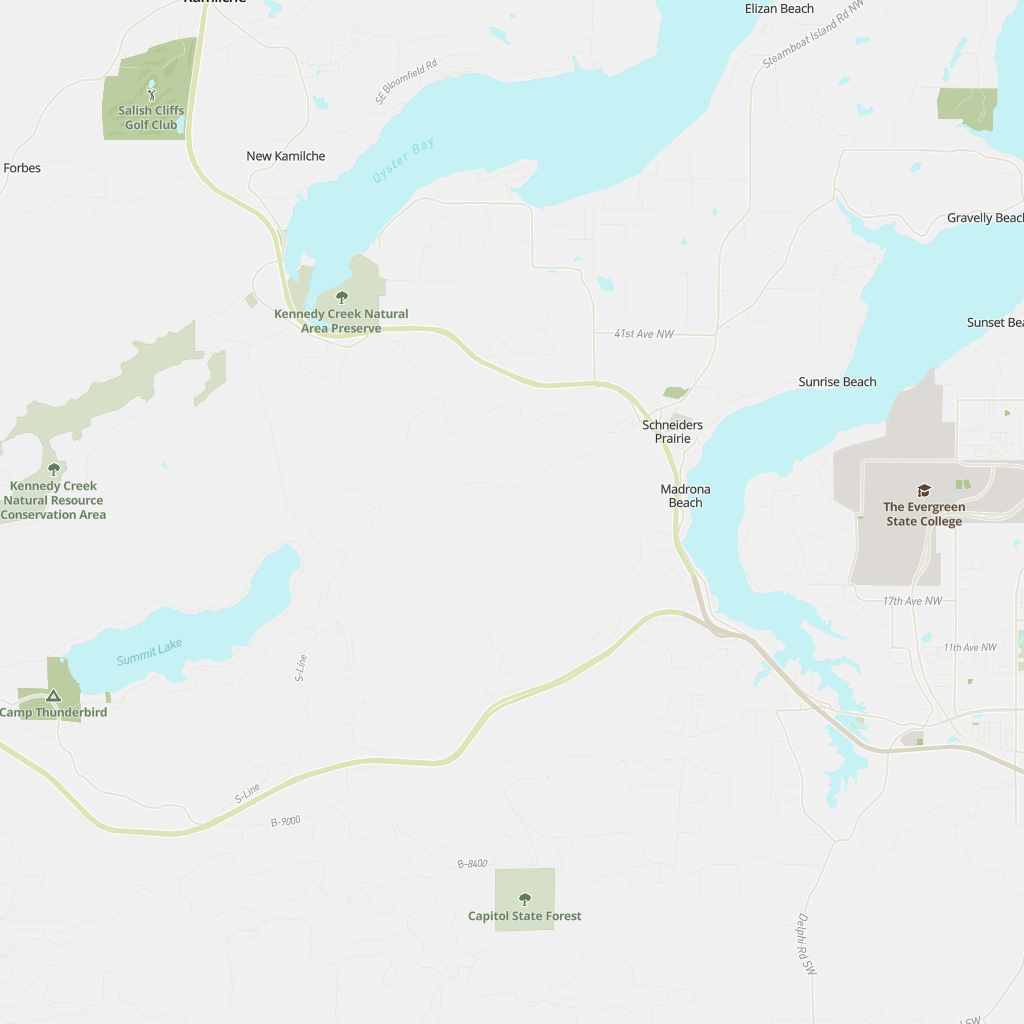 Kamilche
Elizan Beach
Steamboat Island Rd NW
SE Bloomfield Rd
Salish Cliffs
Golf Club
Oyster Bay
New Kamilche
Forbes
Gravelly Beach
Kennedy Creek Natural
Area Preserve
41st Ave NW
Sunset Bea
Sunrise Beach
Schneiders
Prairie
Kennedy Creek
Natural Resource
Conservation Area
Madrona
Beach
The Evergreen
State College
17th Ave NW
11th Ave NW
Summit Lake
S-Line
Camp Thunderbird
S-Line
B-9000
B-8400
Capitol State Forest
Delphi Rd SW
SW